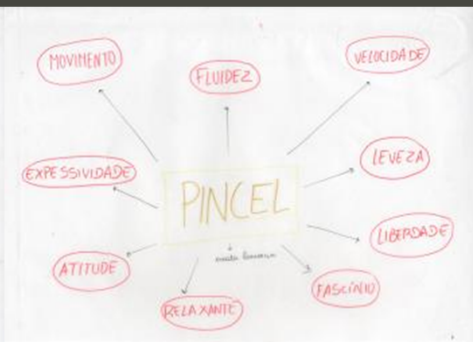 MOVIMENTO
FLUIDEZ
VELOCIDADE
EXPESSIVIDADE
LEVEZA
PINCEL
LIBERDADE
ATITUDE
FASCÍNIO
RELAXANTE